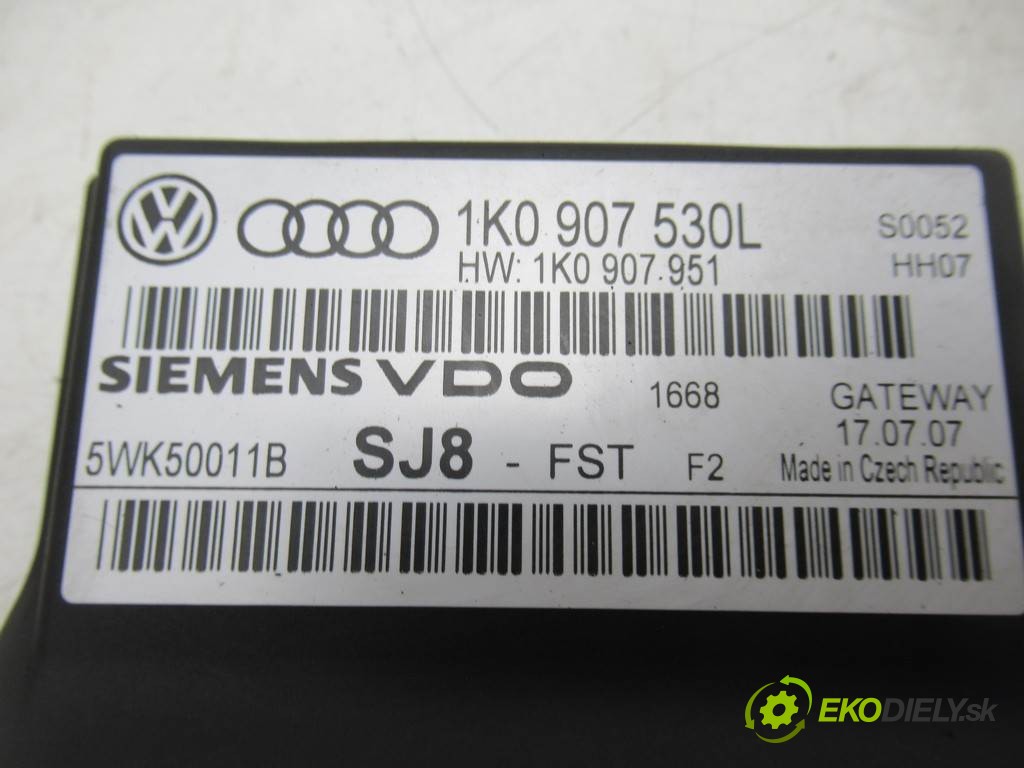 1K0 907 530L
S0052
HW: 1K0 907 951
HH07
SIEMENS VDO
1668
GATEWAY
17.07.07
5WK50011B
SJ8 - FST F2
Made in Czech Republic
EKODIELY.sk